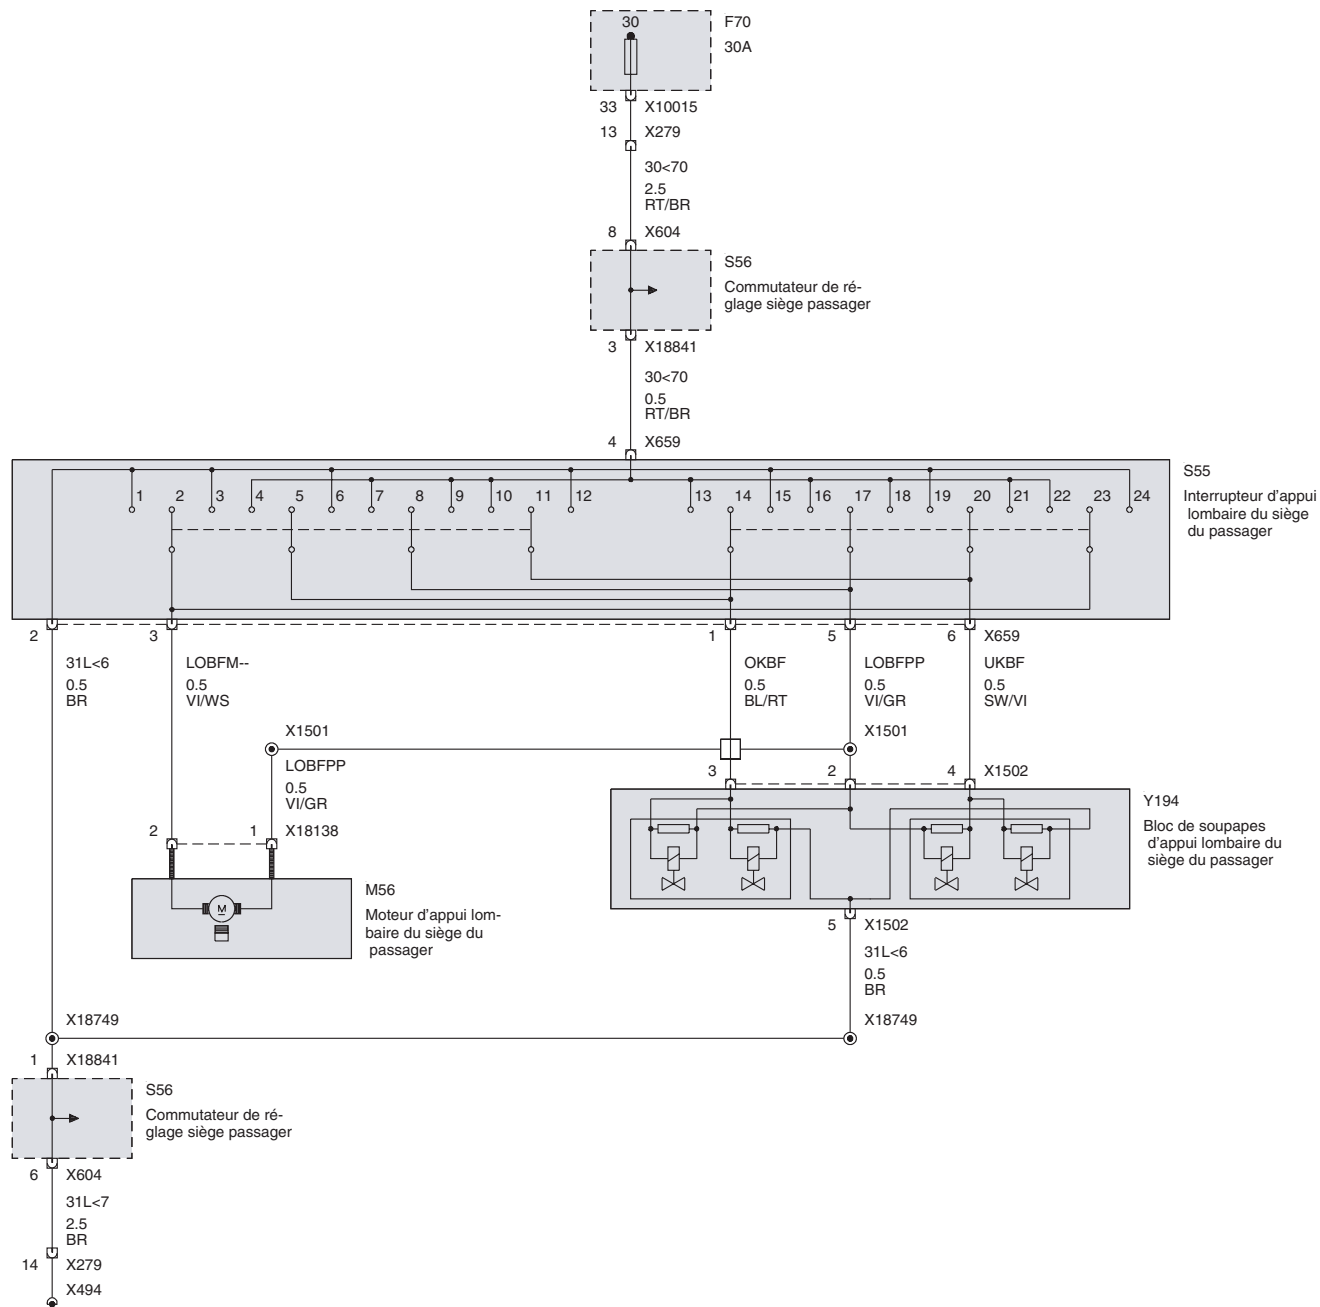 30
F70
30A
33 X10015
13 X279
30<70
2.5
RT/BR
8 X604
S56
Commutateur de ré-
glage siège passager
3 X18841
30<70
0.5
RT/BR
4 X659
S55
Interrupteur d'appui
lombaire du siège
du passager
1 2 3 4 5 6 7 8 9 10 11 12 13 14 15 16 17 18 19 20 21 22 23 24
2 3 1 5 6 X659
31L<6
0.5
BR
LOBFM--
0.5
VI/WS
OKBF
0.5
BL/RT
LOBFPP
0.5
VI/GR
UKBF
0.5
SW/VI
X1501
X1501
LOBFPP
0.5
VI/GR
3 2 4 X1502
2 1 X18138
Y194
Bloc de soupapes
d'appui lombaire du
siège du passager
M
M56
Moteur d'appui lom-
baire du siège du
passager
5 X1502
31L<6
0.5
BR
X18749
X18749
1 X18841
S56
Commutateur de ré-
glage siège passager
6 X604
31L<7
2.5
BR
14 X279
X494